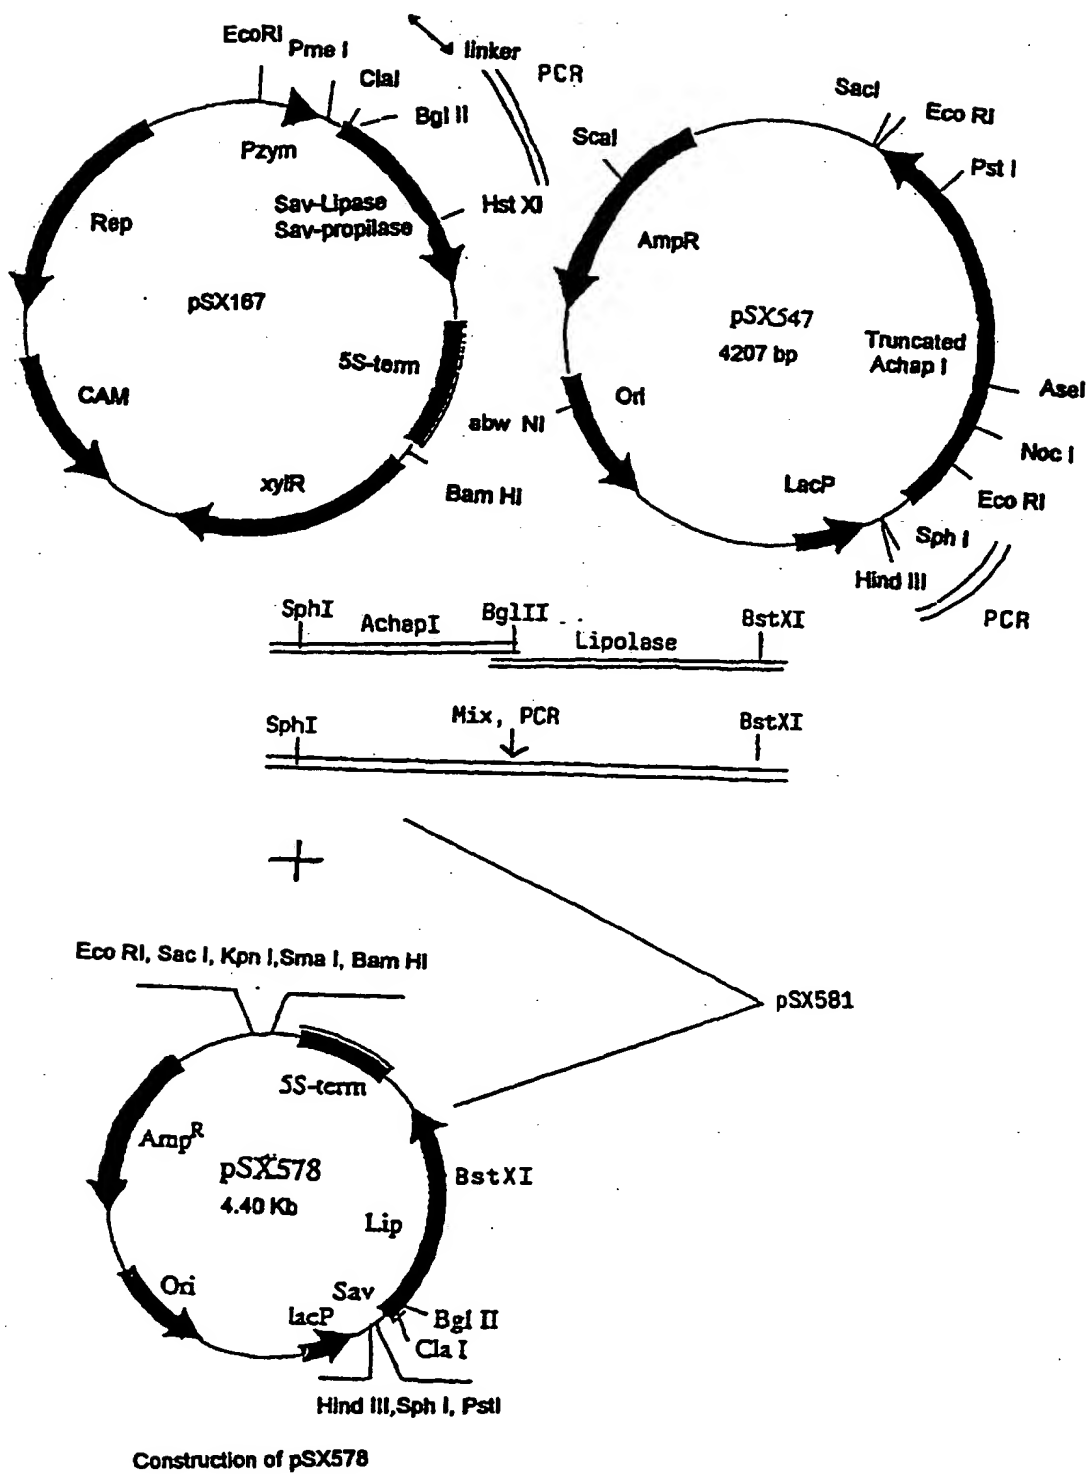 EcoRI
Pme I
ClaI
Bgl II
linker
PCR
Pzym
Sav-Lipase
Sav-propilase
Hst XI
Rep
pSX167
5S-term
CAM
xylR
Bam HI
SacI
Eco RI
ScaI
Pst I
AmpR
pSX547
4207 bp
Truncated
Achap I
AseI
Ori
abw NI
Noc I
LacP
Eco RI
Sph I
Hind III
PCR
SphI
AchapI
BglII
Lipolase
BstXI
SphI
Mix, PCR
BstXI
+
Eco RI, Sac I, Kpn I,Sma I, Bam HI
pSX581
5S-term
Amp^R
pSX578
4.40 Kb
BstXI
Lip
Ori
Sav
lacP
Bgl II
Cla I
Hind III,Sph I, PstI
Construction of pSX578